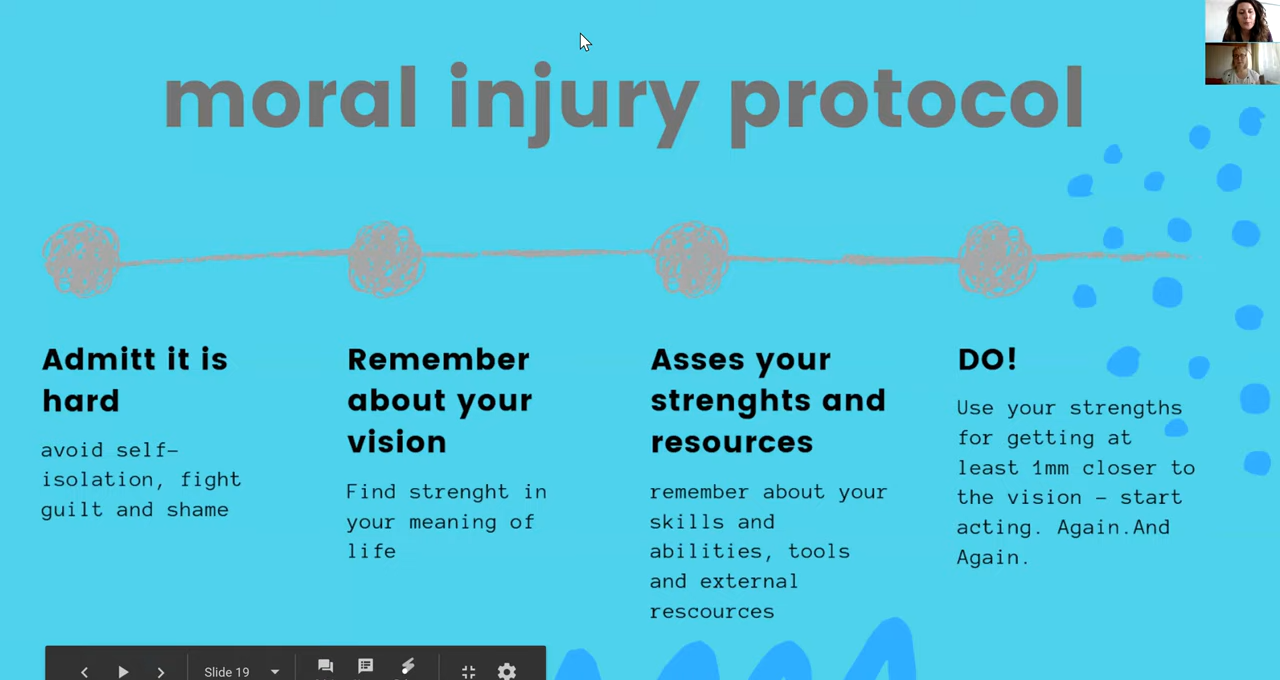 moral injury protocol
Admitt it is
hard
avoid self-
isolation, fight
guilt and shame
Remember
about your
vision
Find strenght in
your meaning of
life
Asses your
strenghts and
resources
remember about your
skills and
abilities, tools
and external
rescources
DO!
Use your strengths
for getting at
least 1mm closer to
the vision - start
acting. Again.And
Again.
Slide 19